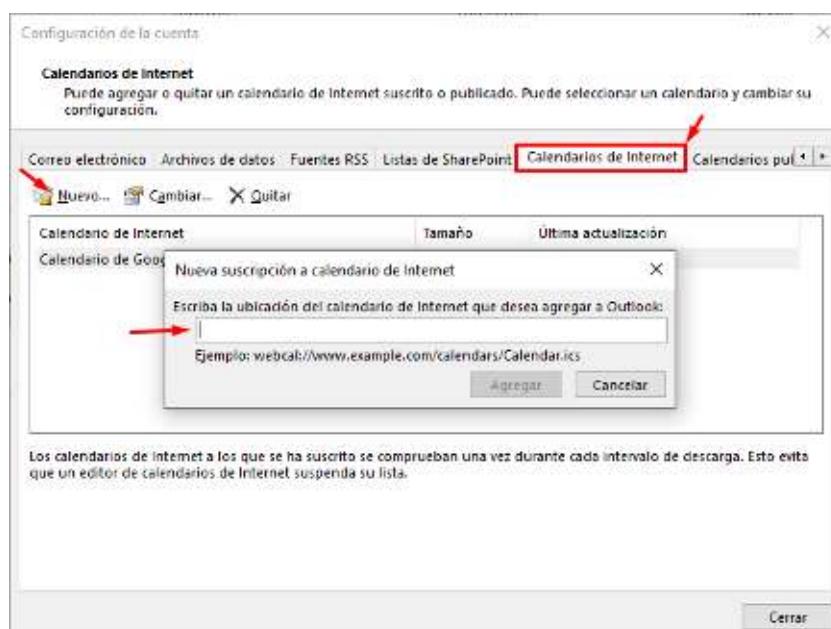 Configuración de la cuenta
Calendarios de Internet
Puede agregar o quitar un calendario de Internet suscrito o publicado. Puede seleccionar un calendario y cambiar su
configuración.
Correo electrónico Archivos de datos Fuentes RSS Listas de SharePoint Calendarios de Internet Calendarios pul
Nuevo... Cambiar... Quitar
Calendario de Internet Tamaño Última actualización
Calendario de Goog
Nueva suscripción a calendario de Internet
Escriba la ubicación del calendario de Internet que desea agregar a Outlook:
Ejemplo: webcal://www.example.com/calendars/Calendar.ics
Agregar Cancelar
Los calendarios de Internet a los que se ha suscrito se comprueban una vez durante cada intervalo de descarga. Esto evita
que un editor de calendarios de Internet suspenda su lista.
Cerrar